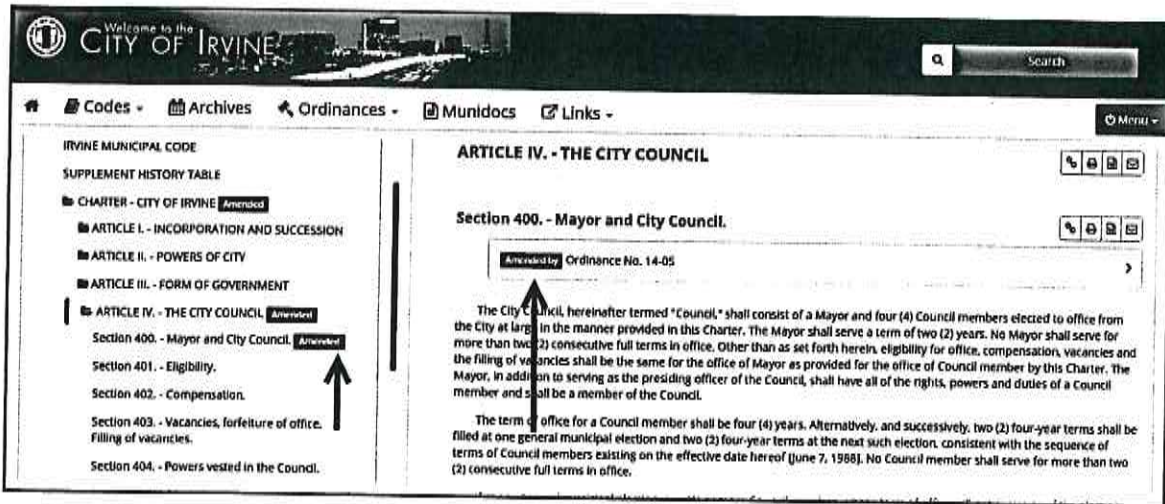 Welcome to the
CITY OF IRVINE
Search
Codes
Archives
Ordinances
Munidocs
Links
Menu
IRVINE MUNICIPAL CODE
SUPPLEMENT HISTORY TABLE
CHARTER - CITY OF IRVINE Amended
ARTICLE I. - INCORPORATION AND SUCCESSION
ARTICLE II. - POWERS OF CITY
ARTICLE III. - FORM OF GOVERNMENT
ARTICLE IV. - THE CITY COUNCIL Amended
Section 400. - Mayor and City Council. Amended
Section 401. - Eligibility.
Section 402. - Compensation.
Section 403. - Vacancies, forfeiture of office.
Filling of vacancies.
Section 404. - Powers vested in the Council.
ARTICLE IV. - THE CITY COUNCIL
Section 400. - Mayor and City Council.
Amended by Ordinance No. 14-05
The City Council, hereinafter termed "Council," shall consist of a Mayor and four (4) Council members elected to office from
the City at large in the manner provided in this Charter. The Mayor shall serve a term of two (2) years. No Mayor shall serve for
more than two (2) consecutive full terms in office. Other than as set forth herein, eligibility for office, compensation, vacancies and
the filling of vacancies shall be the same for the office of Mayor as provided for the office of Council member by this Charter. The
Mayor, in addition to serving as the presiding officer of the Council, shall have all of the rights, powers and duties of a Council
member and shall be a member of the Council.
The term of office for a Council member shall be four (4) years. Alternatively, and successively, two (2) four-year terms shall be
filled at one general municipal election and two (2) four-year terms at the next such election, consistent with the sequence of
terms of Council members existing on the effective date hereof [June 7, 1988]. No Council member shall serve for more than two
(2) consecutive full terms in office.